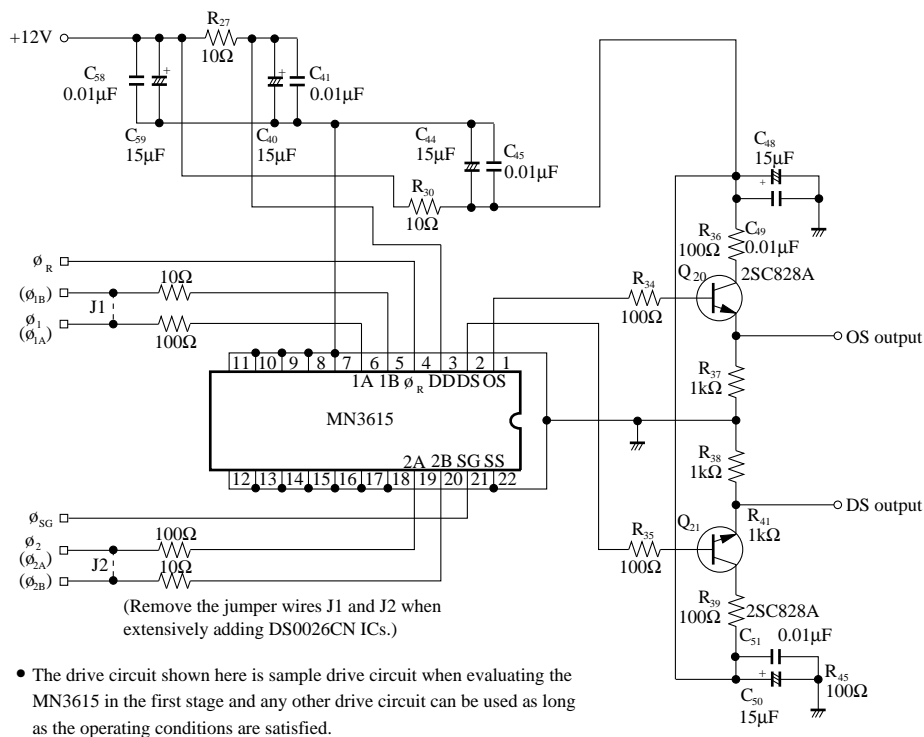 +12V
R27
10Ω
C58
0.01µF
C59
15µF
+
C40
15µF
+
C41
0.01µF
C44
15µF
C45
0.01µF
R30
10Ω
C48
15µF
+
R36
100Ω
C49
0.01µF
Q20
2SC828A
øR
(ø1B)
J1
10Ω
ø1
(ø1A)
100Ω
R34
100Ω
OS output
R37
1kΩ
11 10 9 8 7 6 5 4 3 2 1
1A 1B øR DD DS OS
MN3615
2A 2B SG SS
12 13 14 15 16 17 18 19 20 21 22
R38
1kΩ
DS output
øSG
ø2
(ø2A)
100Ω
J2
(ø2B)
10Ω
R35
100Ω
Q21
R41
1kΩ
R39
100Ω
2SC828A
C51
0.01µF
+
C50
15µF
R45
100Ω
(Remove the jumper wires J1 and J2 when
extensively adding DS0026CN ICs.)
● The drive circuit shown here is sample drive circuit when evaluating the
MN3615 in the first stage and any other drive circuit can be used as long
as the operating conditions are satisfied.